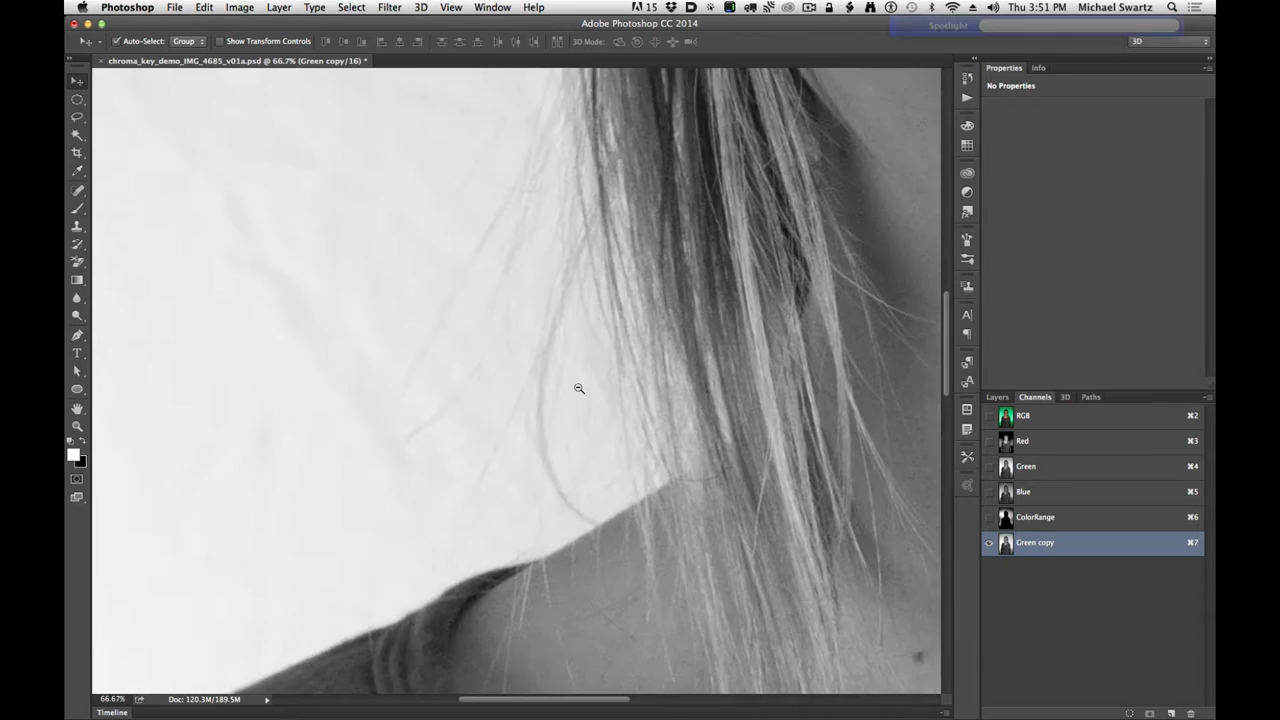 Photoshop File Edit Image Layer Type Select Filter 3D View Window Help 15 Thu 3:51 PM Michael Swartz
Spotlight
Adobe Photoshop CC 2014
Auto-Select: Group Show Transform Controls 3D Mode: 3D
× chroma_key_demo_IMG_4685_v01a.psd @ 66.7% (Green copy/16) *
Properties Info
No Properties
Layers Channels 3D Paths
RGB ⌘2
Red ⌘3
Green ⌘4
Blue ⌘5
ColorRange ⌘6
Green copy ⌘7
66.67% Doc: 120.3M/189.5M
Timeline